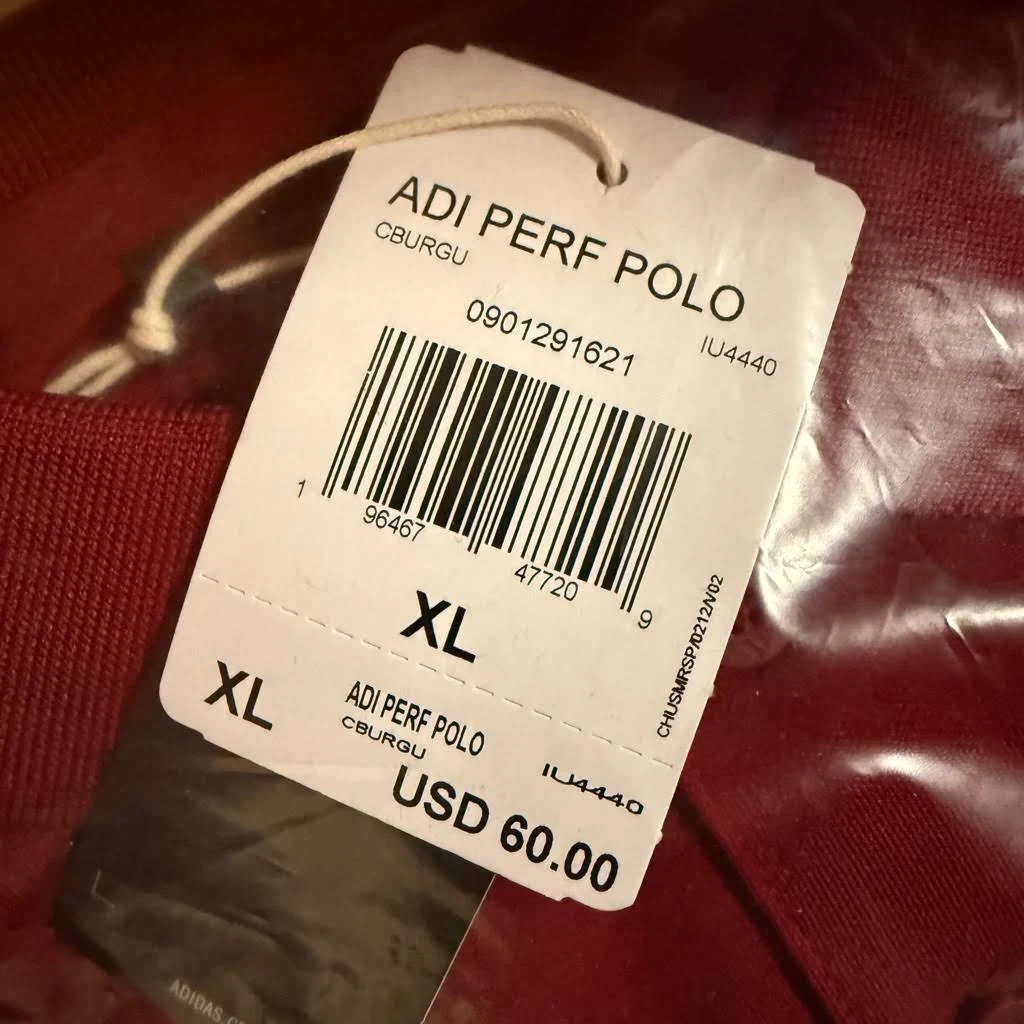 ADI PERF POLO
CBURGU
0901291621
IU4440
1 96467 47720 9
XL
CHUSMRSP/0212/V02
XL
ADI PERF POLO
CBURGU
IU4440
USD 60.00